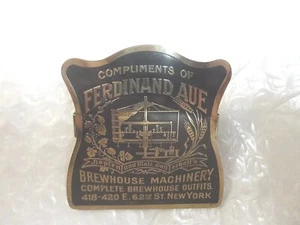 COMPLIMENTS OF
FERDINAND AUE
BREWHOUSE MACHINERY
COMPLETE BREWHOUSE OUTFITS.
418-420 E. 62ND ST. NEW YORK